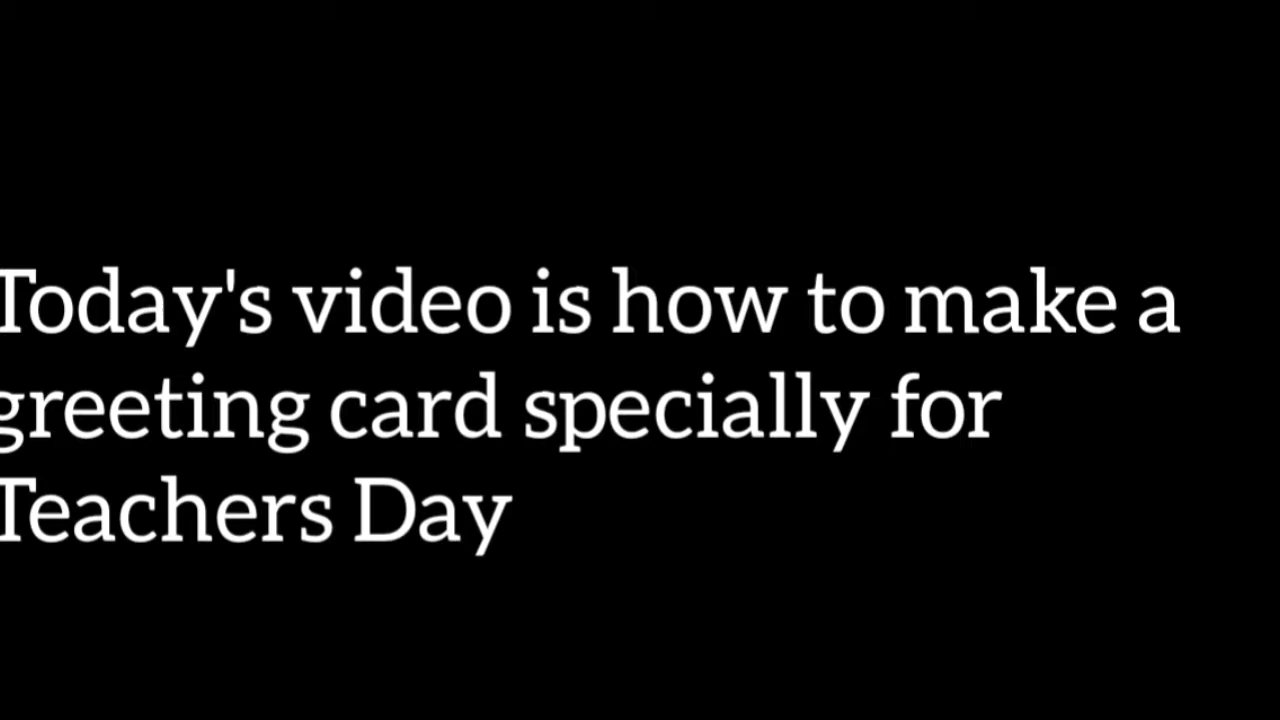 Today's video is how to make a
greeting card specially for
Teachers Day